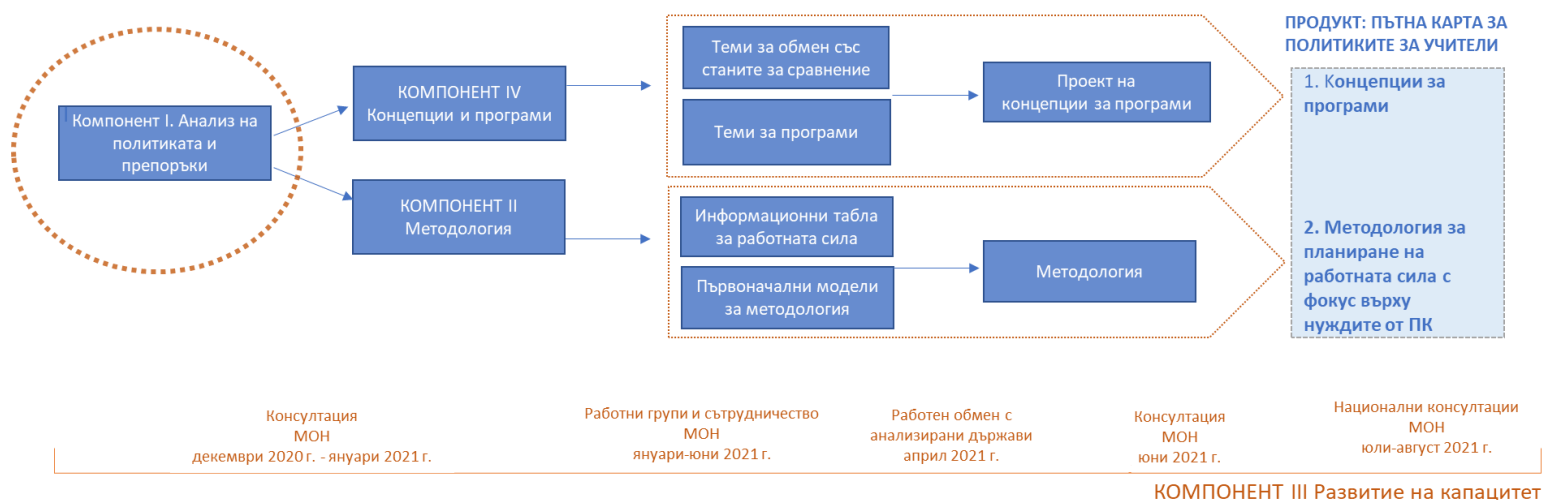 Компонент I. Анализ на
политиката и
препоръки
КОМПОНЕНТ IV
Концепции и програми
КОМПОНЕНТ II
Методология
Теми за обмен със
станите за сравнение
Теми за програми
Проект на
концепции за програми
Информационни табла
за работната сила
Първоначални модели
за методология
Методология
ПРОДУКТ: ПЪТНА КАРТА ЗА
ПОЛИТИКИТЕ ЗА УЧИТЕЛИ
1. Концепции за
програми
2. Методология за
планиране на
работната сила с
фокус върху
нуждите от ПК
Консултация
МОН
декември 2020 г. - януари 2021 г.
Работни групи и сътрудничество
МОН
януари-юни 2021 г.
Работен обмен с
анализирани държави
април 2021 г.
Консултация
МОН
юни 2021 г.
Национални консултации
МОН
юли-август 2021 г.
КОМПОНЕНТ III Развитие на капацитет